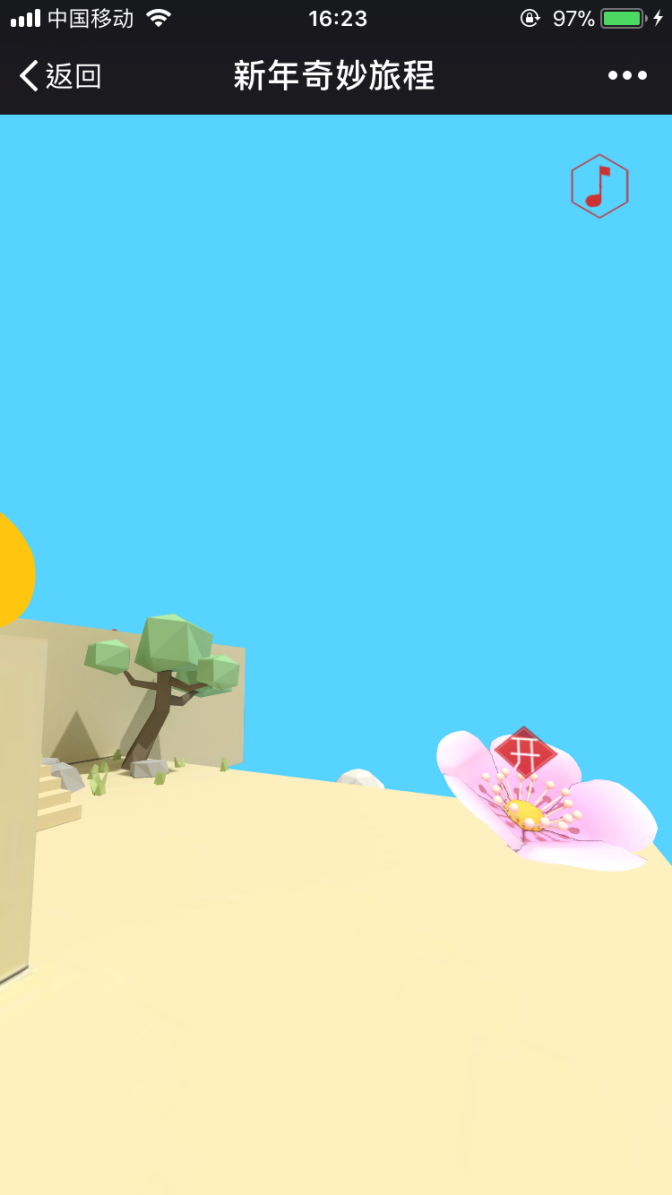 中国移动
16:23
97%
返回
新年奇妙旅程
开